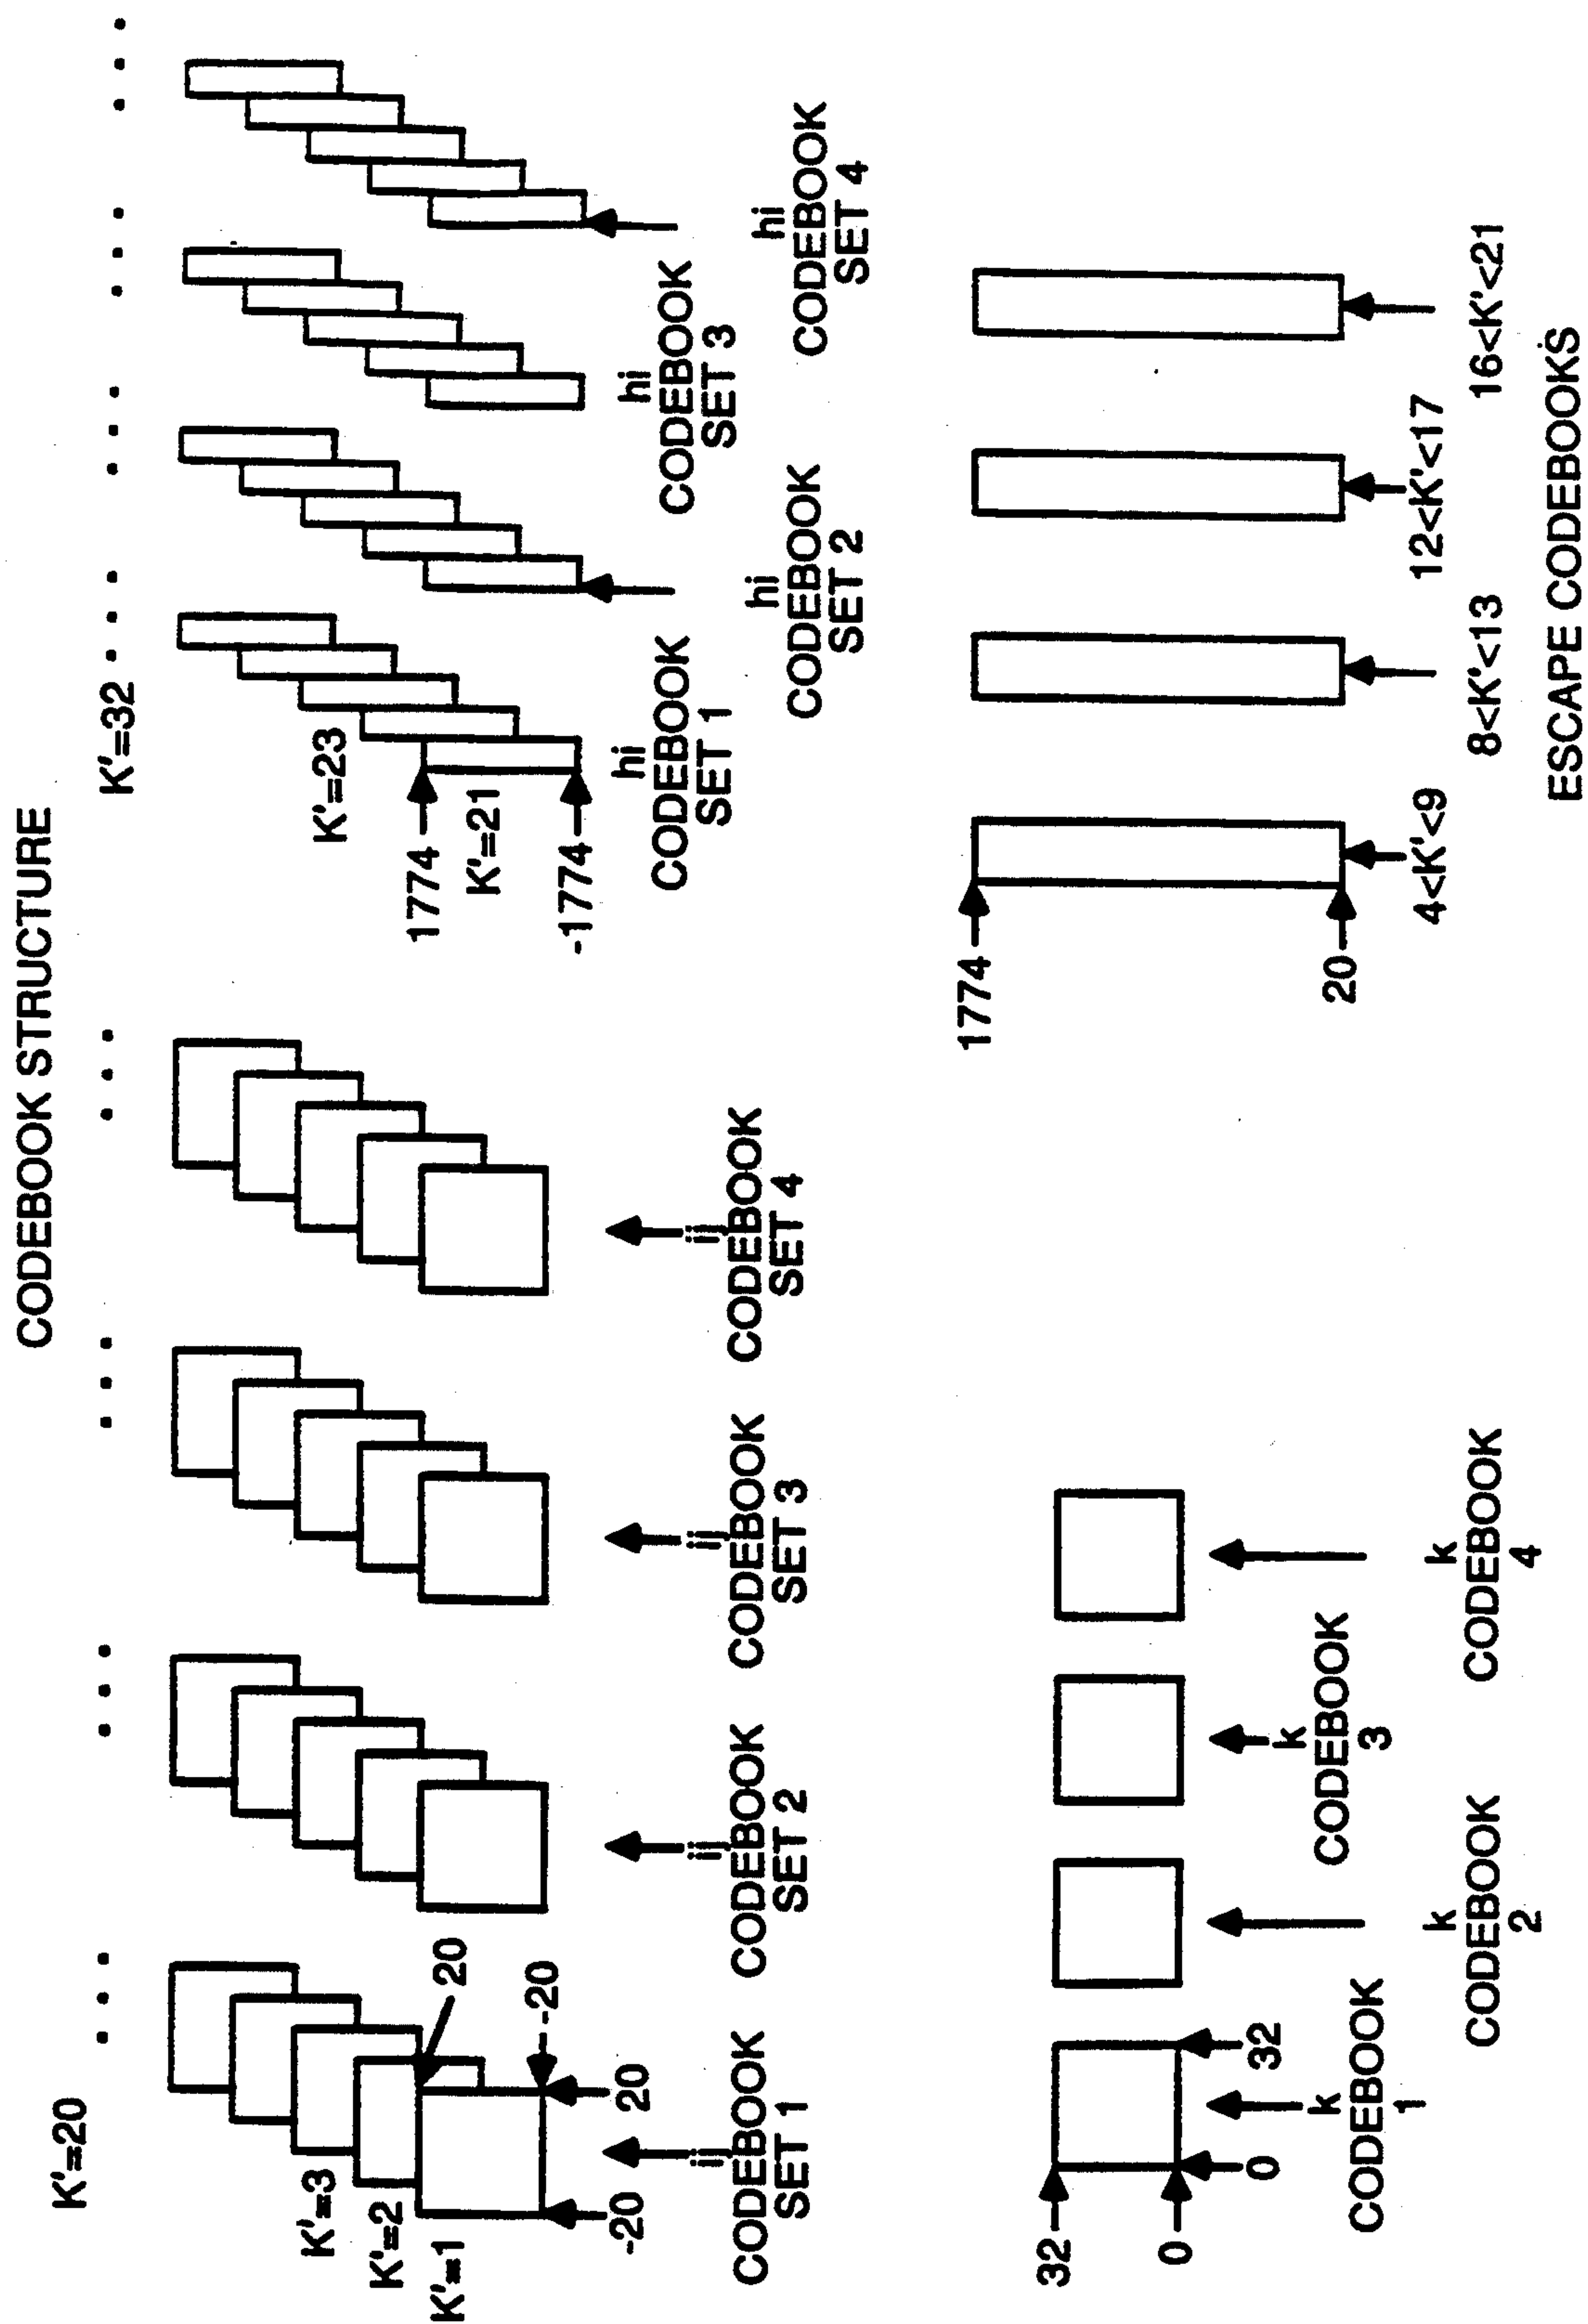 CODEBOOK STRUCTURE
K'=20
K'=3
K'=2
K'=1
20
-20
-20
20
ij
CODEBOOK
SET 1
ij
CODEBOOK
SET 2
ij
CODEBOOK
SET 3
ij
CODEBOOK
SET 4
K'=32
K'=23
1774
K'=21
-1774
hi
CODEBOOK
SET 1
hi
CODEBOOK
SET 2
hi
CODEBOOK
SET 3
hi
CODEBOOK
SET 4
32
0
0
32
k
CODEBOOK
1
k
CODEBOOK
2
k
CODEBOOK
3
k
CODEBOOK
4
1774
20
4<K'<9
8<K'<13
12<K'<17
16<K'<21
ESCAPE CODEBOOKS